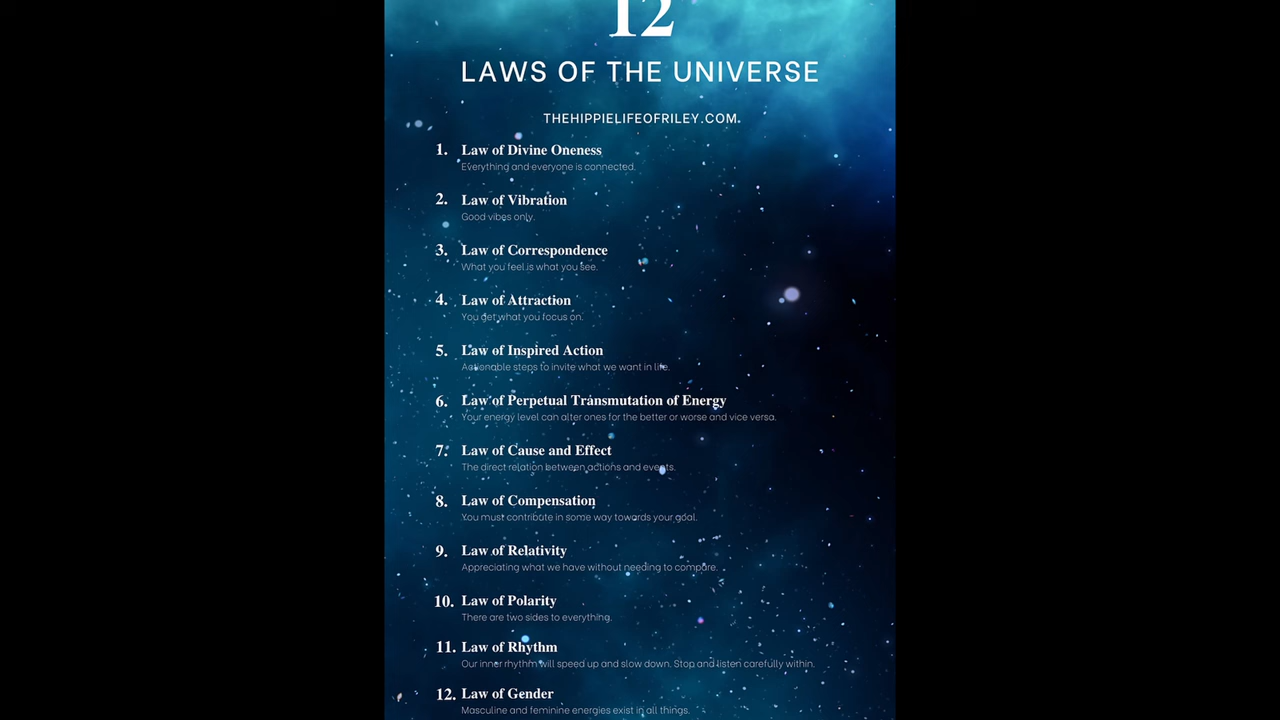 12
LAWS OF THE UNIVERSE
THEHIPPIELIFEOFRILEY.COM
1. Law of Divine Oneness
Everything and everyone is connected.
2. Law of Vibration
Good vibes only.
3. Law of Correspondence
What you feel is what you see.
4. Law of Attraction
You get what you focus on.
5. Law of Inspired Action
Actionable steps to invite what we want in life.
6. Law of Perpetual Transmutation of Energy
Your energy level can alter ones for the better or worse and vice versa.
7. Law of Cause and Effect
The direct relation between actions and events.
8. Law of Compensation
You must contribute in some way towards your goal.
9. Law of Relativity
Appreciating what we have without needing to compare.
10. Law of Polarity
There are two sides to everything.
11. Law of Rhythm
Our inner rhythm will speed up and slow down. Stop and listen carefully within.
12. Law of Gender
Masculine and feminine energies exist in all things.